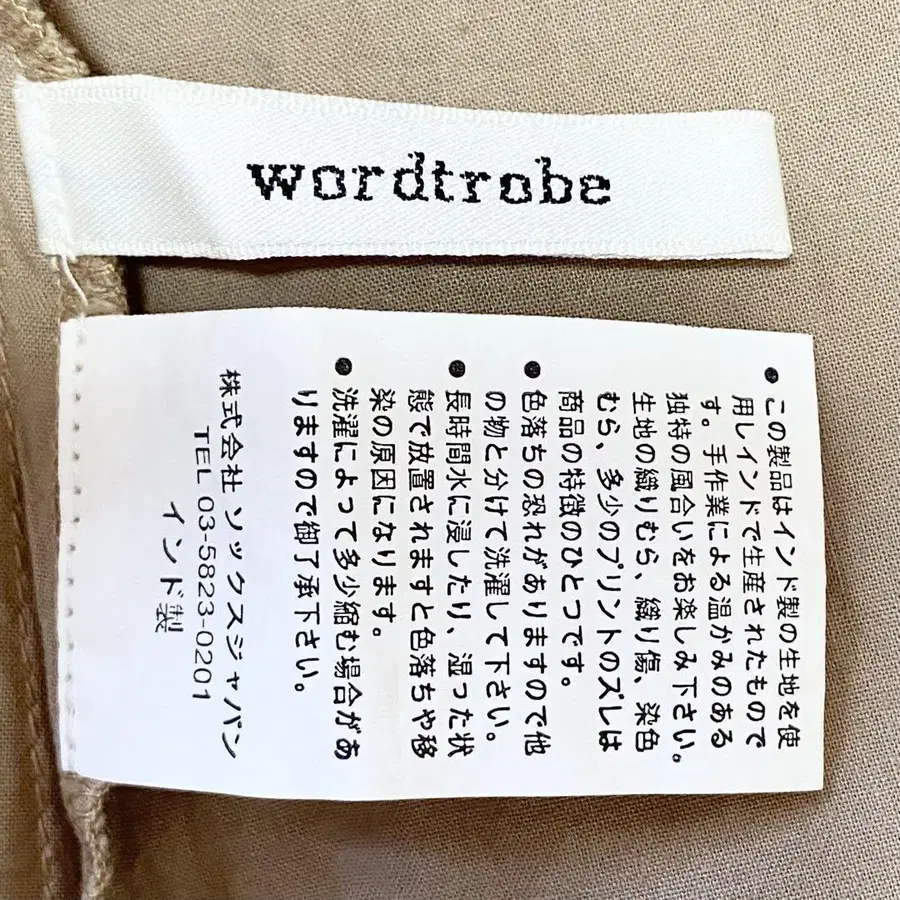 wordtrobe
● この製品はインド製の生地を使
用しインドで生産されたもので
す。手作業による温かみのある
独特の風合いをお楽しみ下さい。
生地の織りむら、織り傷、染色
むら、多少のプリントのズレは
商品の特徴のひとつです。
● 色落ちの恐れがありますので他
の物と分けて洗濯して下さい。
● 長時間水に浸したり、湿った状
態で放置されますと色落ちや移
染の原因になります。
● 洗濯によって多少縮む場合があ
りますので御了承下さい。
株式会社 ソックスジャパン
TEL 03-5823-0201
インド製